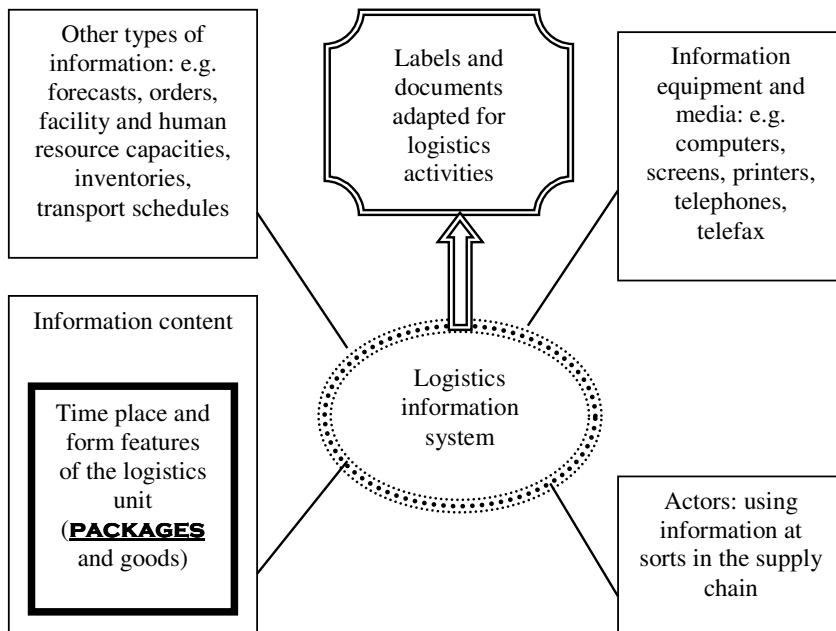 Other types of
information: e.g.
forecasts, orders,
facility and human
resource capacities,
inventories,
transport schedules
Labels and
documents
adapted for
logistics
activities
Information
equipment and
media: e.g.
computers,
screens, printers,
telephones,
telefax
Information content
Time place and
form features
of the logistics
unit
(PACKAGES
and goods)
Logistics
information
system
Actors: using
information at
sorts in the supply
chain